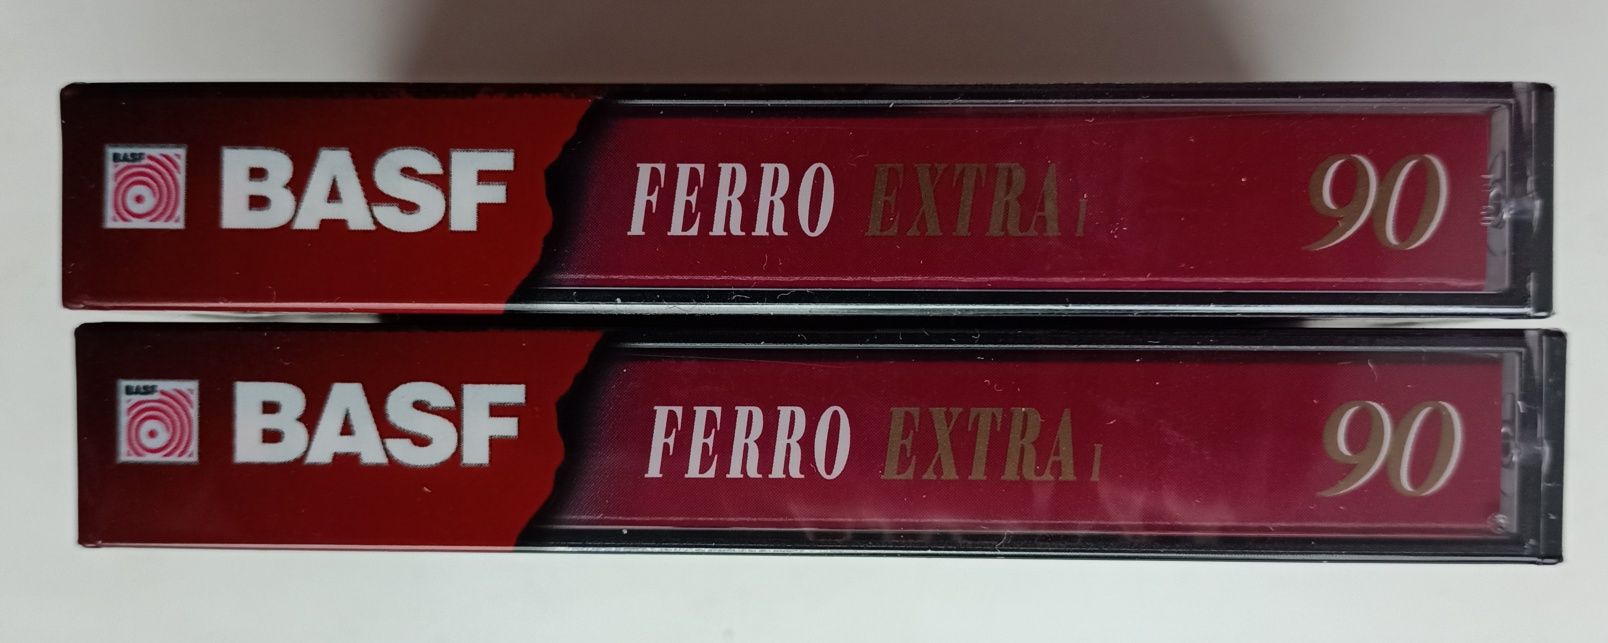 BASF BASF FERRO EXTRA I 90
BASF BASF FERRO EXTRA I 90